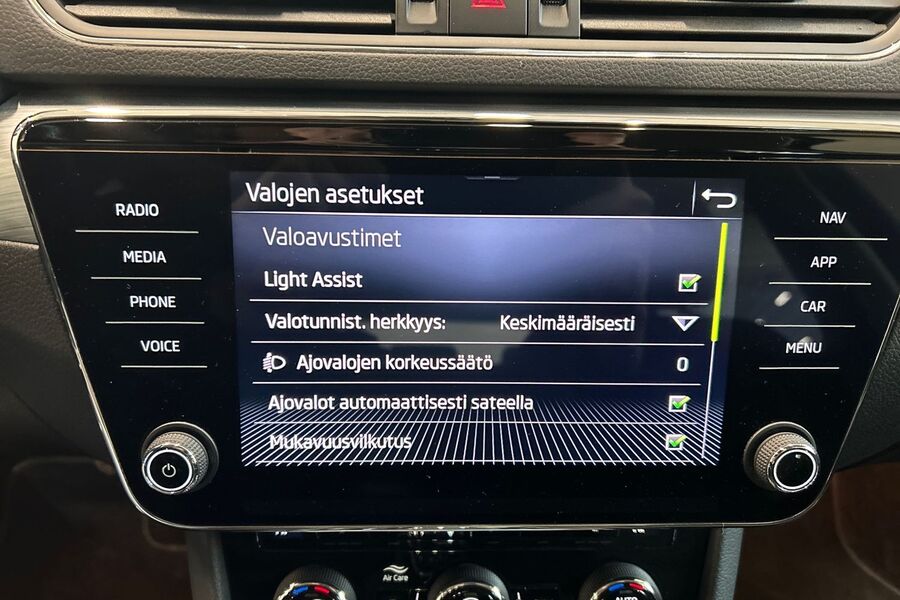 Valojen asetukset
Valoavustimet
Light Assist
Valotunnist. herkkyys: Keskimääräisesti
Ajovalojen korkeussäätö 0
Ajovalot automaattisesti sateella
Mukavuusvilkutus
RADIO
MEDIA
PHONE
VOICE
NAV
APP
CAR
MENU
Air Care
AUTO